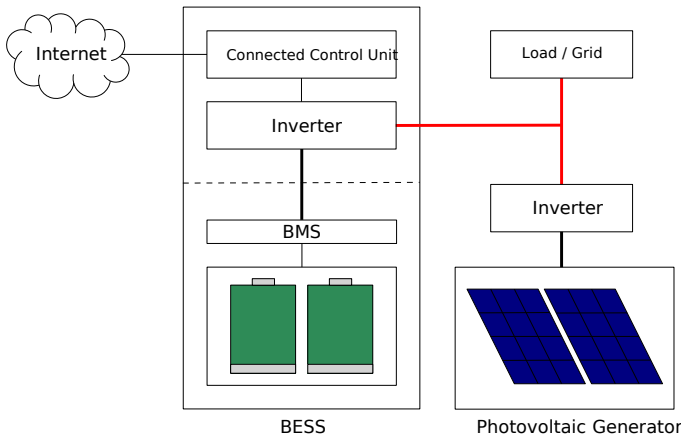 Internet
Connected Control Unit
Load / Grid
Inverter
Inverter
BMS
BESS
Photovoltaic Generator